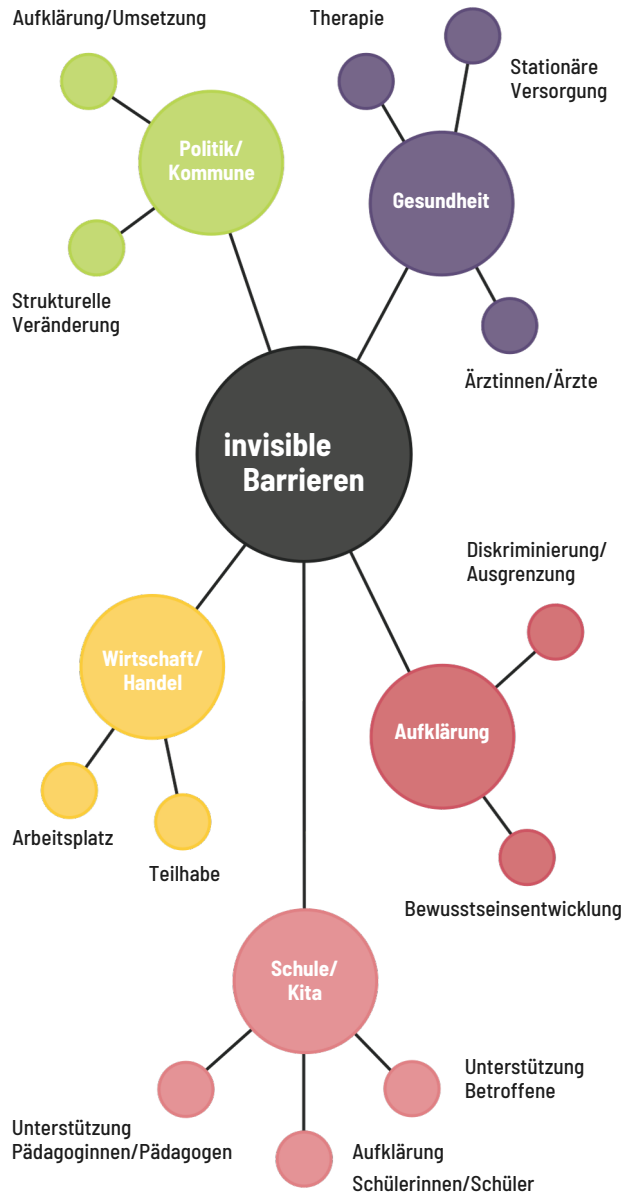 Aufklärung/Umsetzung
Politik/
Kommune
Strukturelle
Veränderung
Therapie
Stationäre
Versorgung
Gesundheit
Ärztinnen/Ärzte
invisible
Barrieren
Diskriminierung/
Ausgrenzung
Aufklärung
Bewusstseinsentwicklung
Wirtschaft/
Handel
Arbeitsplatz
Teilhabe
Schule/
Kita
Unterstützung
Pädagoginnen/Pädagogen
Aufklärung
Schülerinnen/Schüler
Unterstützung
Betroffene